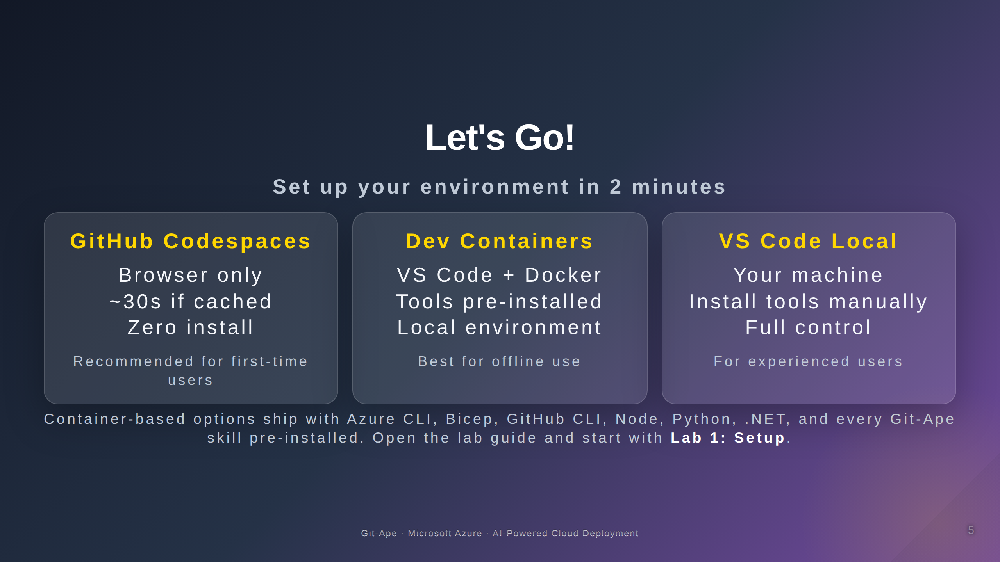 Let's Go!
Set up your environment in 2 minutes
GitHub Codespaces
Browser only
~30s if cached
Zero install
Recommended for first-time
users
Dev Containers
VS Code + Docker
Tools pre-installed
Local environment
Best for offline use
VS Code Local
Your machine
Install tools manually
Full control
For experienced users
Container-based options ship with Azure CLI, Bicep, GitHub CLI, Node, Python, .NET, and every Git-Ape
skill pre-installed. Open the lab guide and start with Lab 1: Setup.
Git-Ape · Microsoft Azure · AI-Powered Cloud Deployment
5